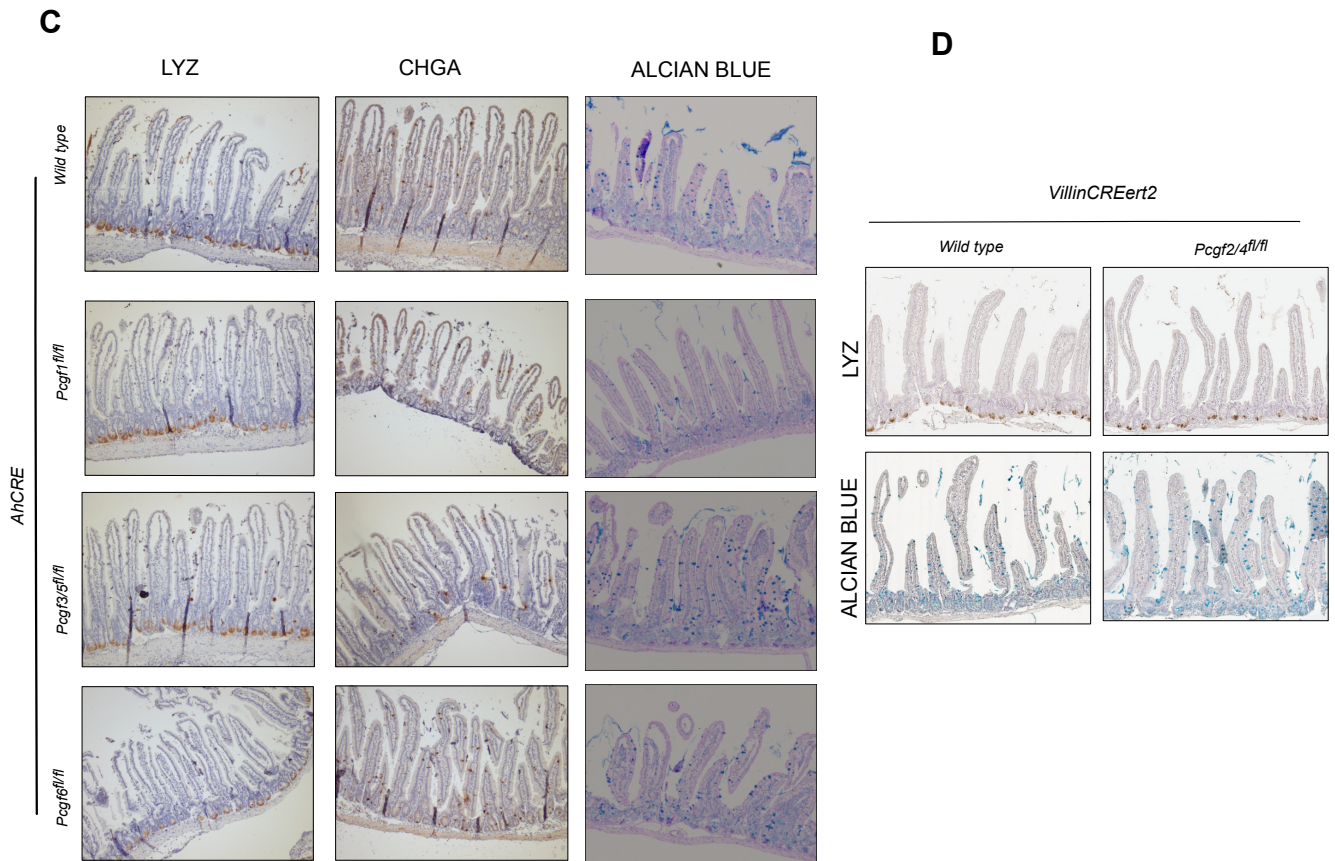 C
LYZ
CHGA
ALCIAN BLUE
AhCRE
Wild type
Pcgf1fl/fl
Pcgf3/5fl/fl
Pcgf6fl/fl
D
VillinCREert2
Wild type
Pcgf2/4fl/fl
LYZ
ALCIAN BLUE